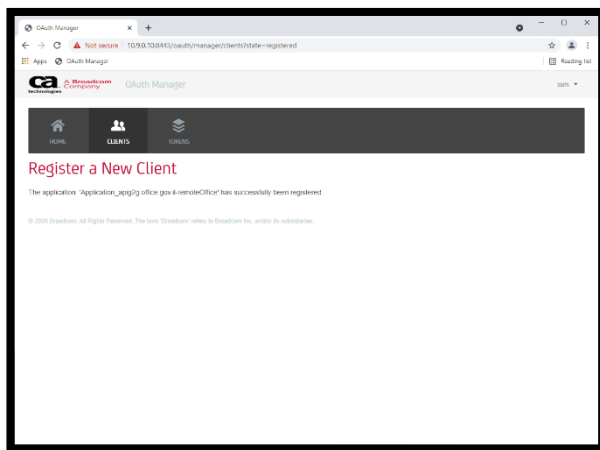 OAuth Manager
Not secure 10.9.0.10:8443/oauth/manager/clients?state=registered
Apps OAuth Manager Reading list
ca technologies A Broadcom Company OAuth Manager
HOME CLIENTS TOKENS
Register a New Client
The application 'Application_apig2g.office.gov.il-remoteOffice' has successfully been registered
© 2020 Broadcom. All Rights Reserved. The term "Broadcom" refers to Broadcom Inc. and/or its subsidiaries.